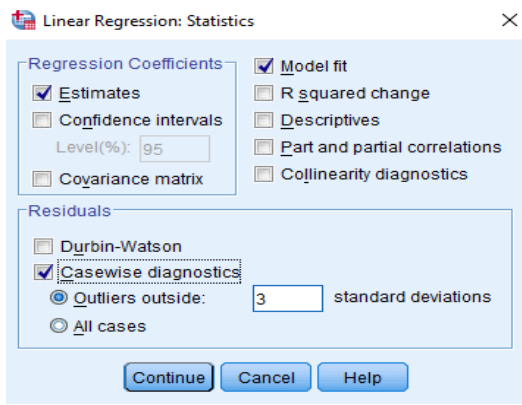 Linear Regression: Statistics
Regression Coefficients
Estimates
Confidence intervals
Level(%): 95
Covariance matrix
Model fit
R squared change
Descriptives
Part and partial correlations
Collinearity diagnostics
Residuals
Durbin-Watson
Casewise diagnostics
Outliers outside: 3 standard deviations
All cases
Continue Cancel Help